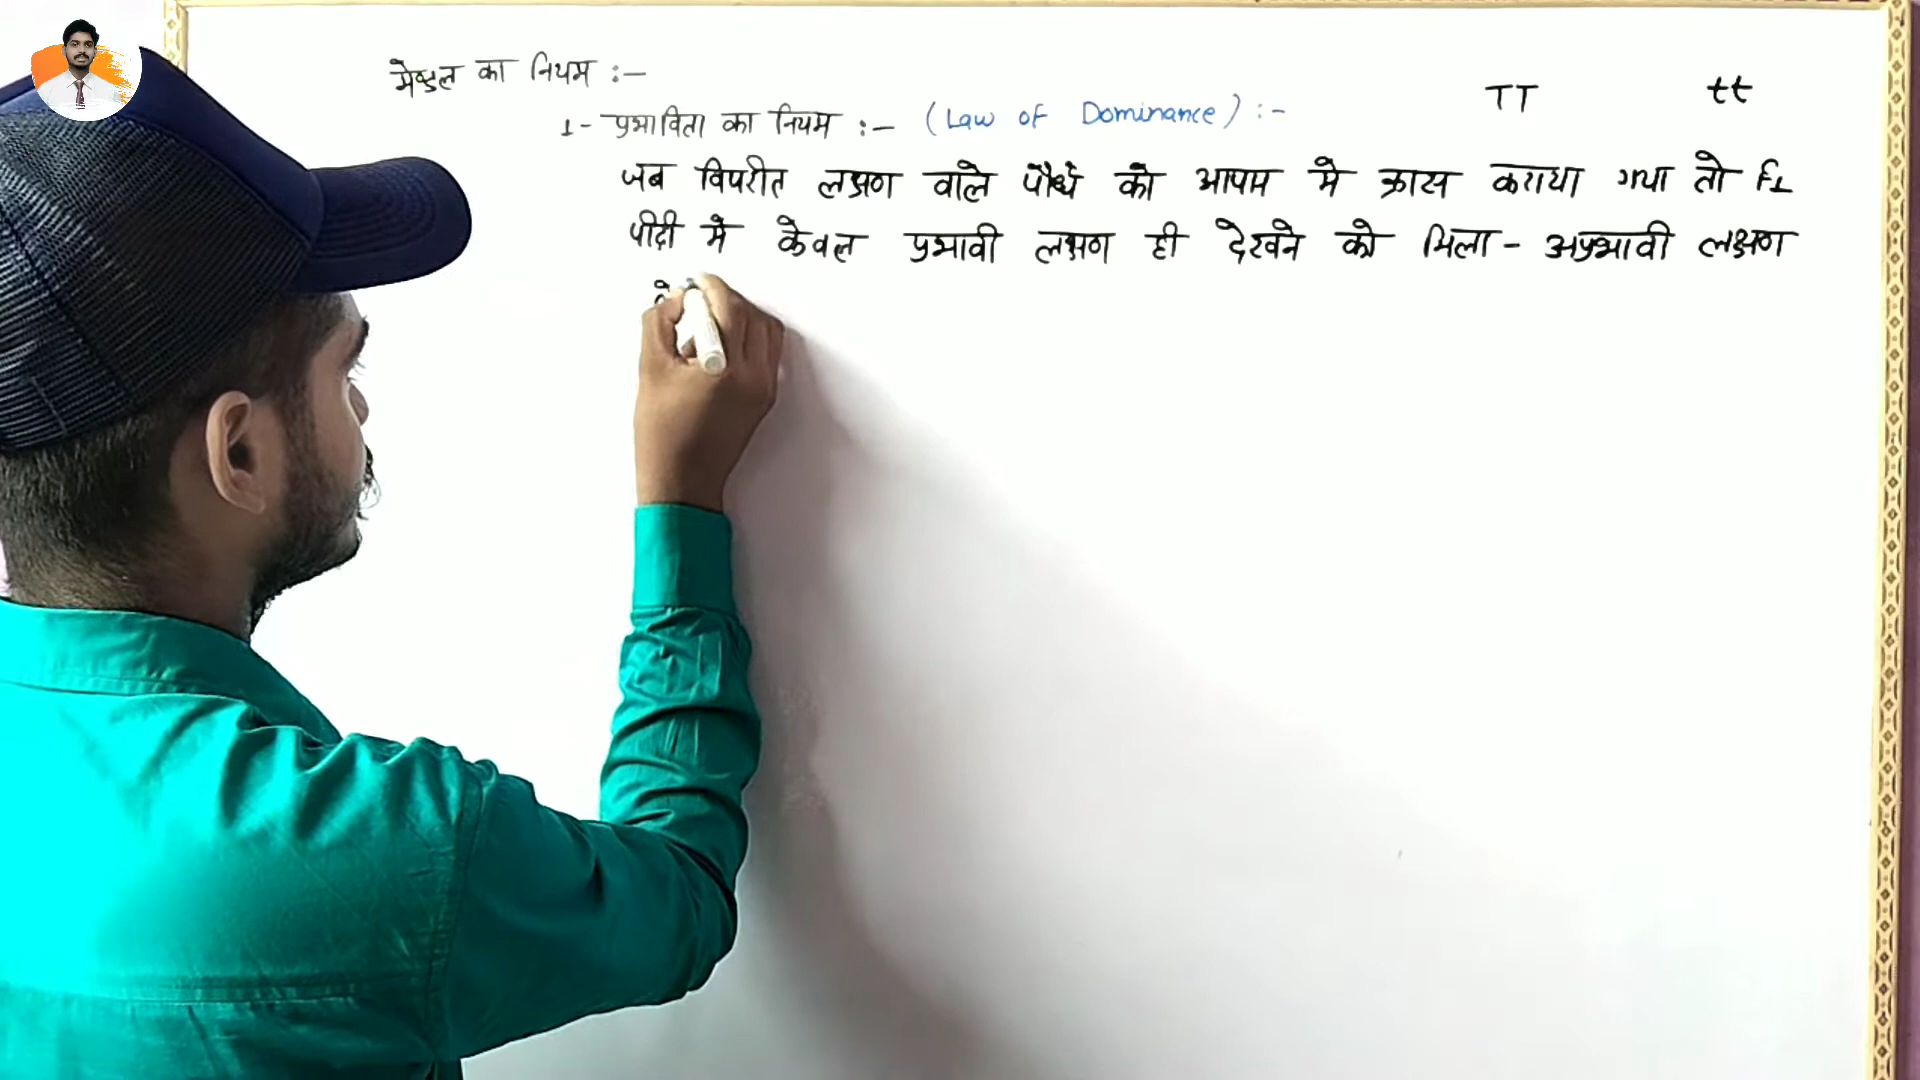 मेण्डल का नियम :-
TT tt
1- प्रभाविता का नियम :- (Law of Dominance) :-
जब विपरीत लक्षण वाले पौधे को आपस मे क्रास कराया गया तो F1
पीढ़ी मे केवल प्रभावी लक्षण ही देखने को मिला - अप्रभावी लक्षण